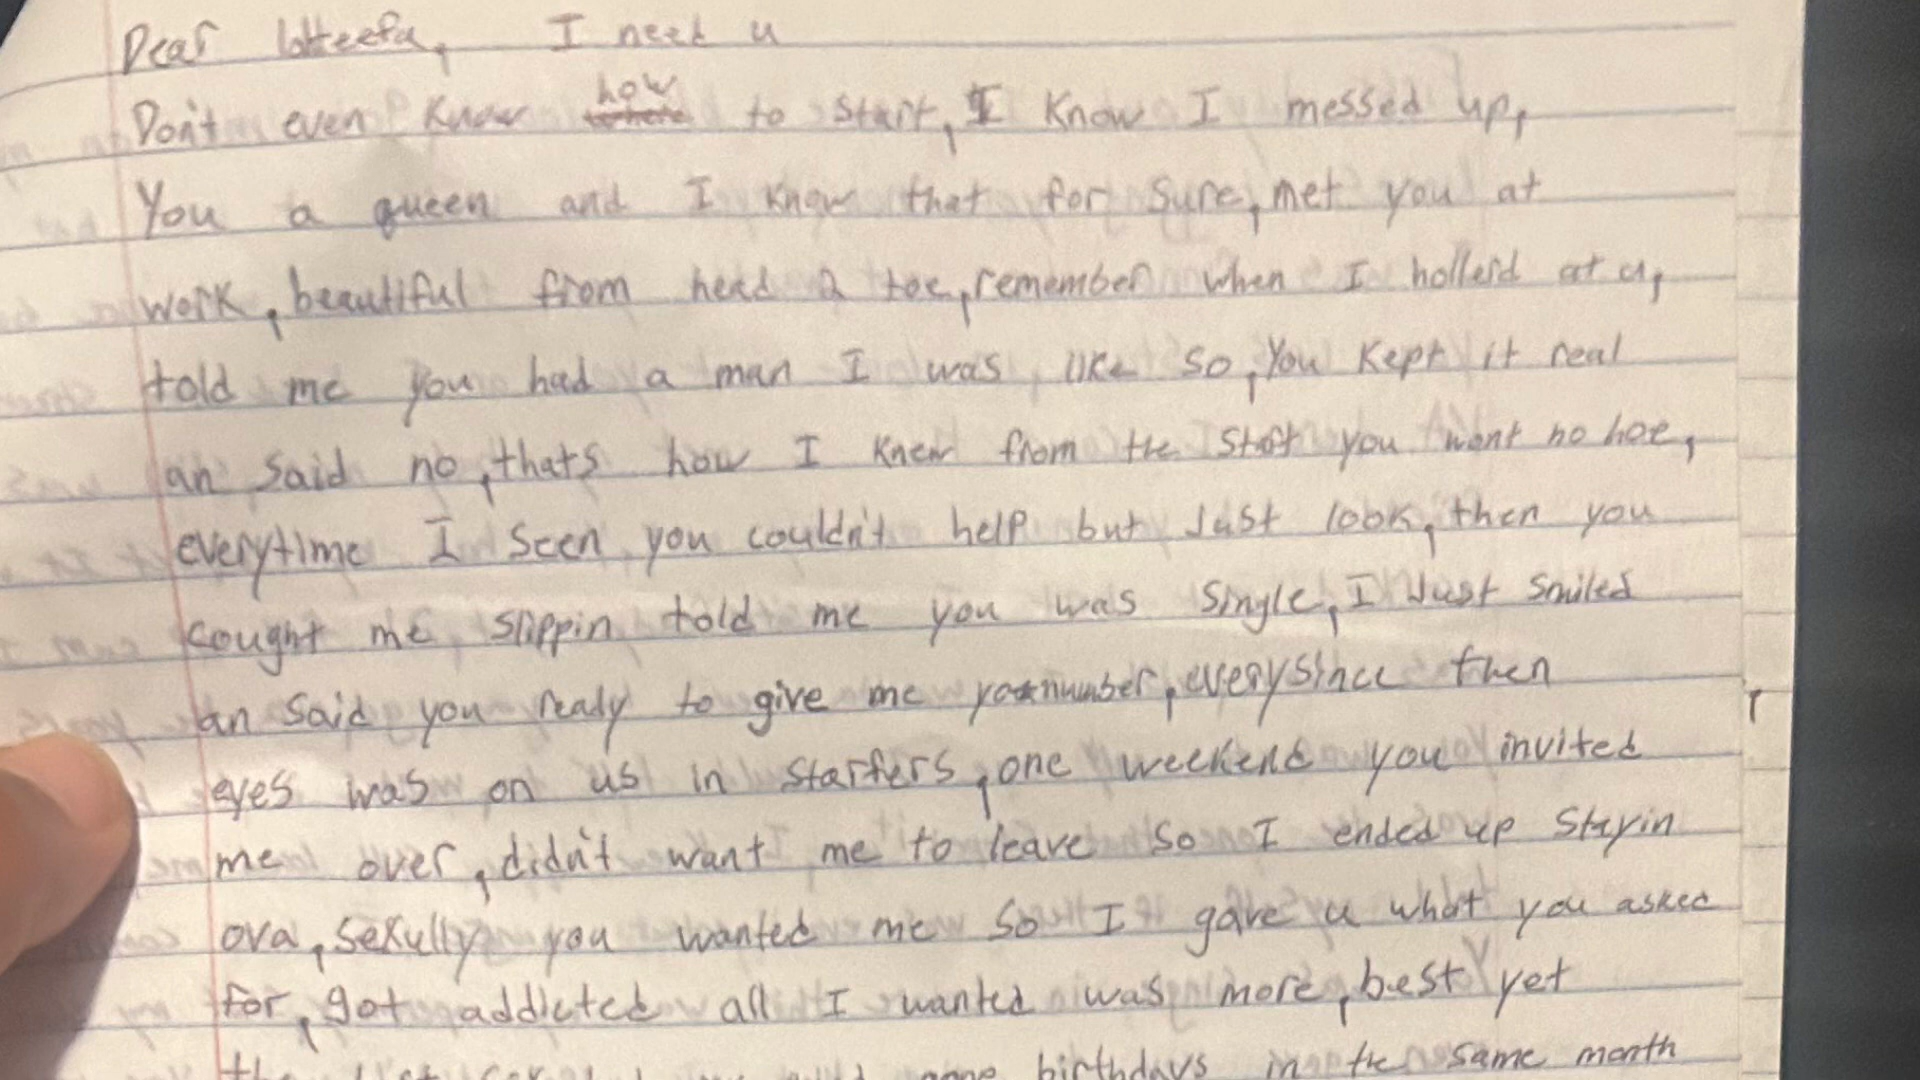 Dear lotteefa, I need u
Don't even know how to start, I know I messed up,
You a queen and I know that for sure, met you at
work, beautiful from head 2 toe, remember when I holler'd at u,
told me you had a man I was like so, you kept it real
an said no, thats how I knew from the start you want no hoe,
everytime I seen you couldn't help but just look, then you
cought me slippin told me you was single, I just smiled
an said you ready to give me yo number, everysince then
eyes was on us in starfers, one weekend you invited
me over, didn't want me to leave so I ended up stayin
ova, sexully you wanted me so I gave u what you asked
for, got addicted all I wanted was more, best yet
birthdays in the same month